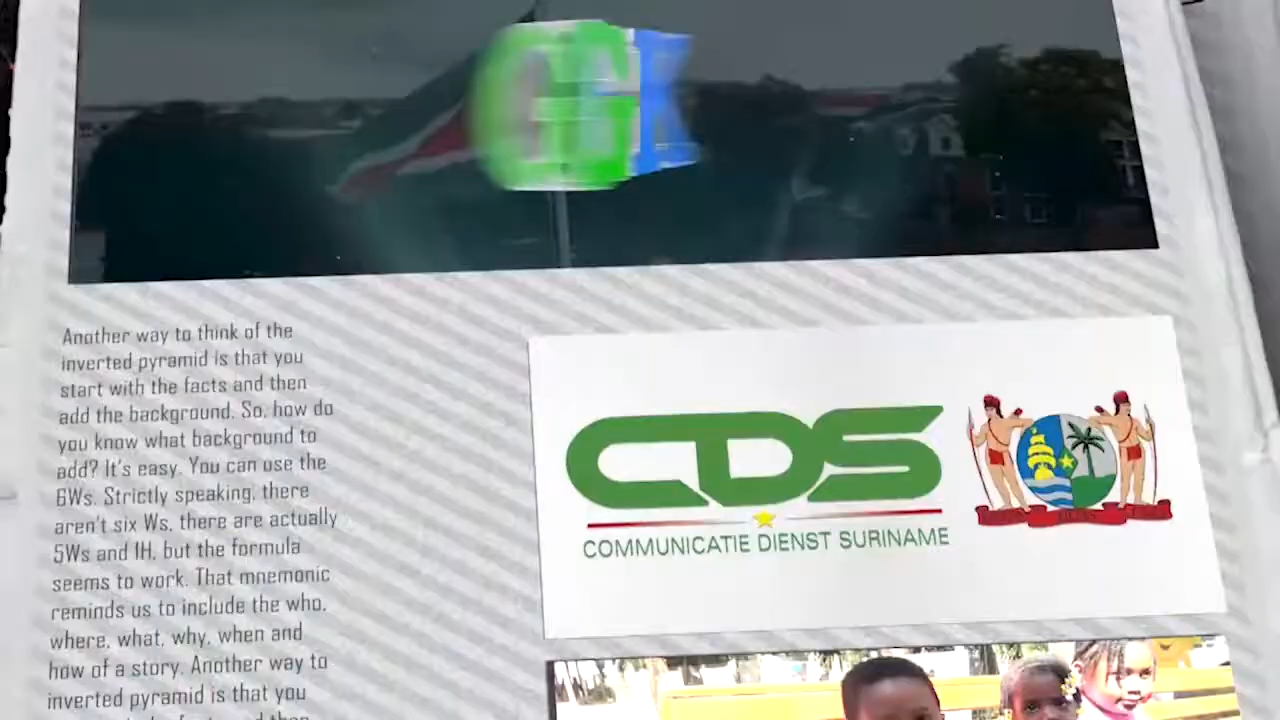 Another way to think of the
inverted pyramid is that you
start with the facts and then
add the background. So, how do
you know what background to
add? It's easy. You can use the
6Ws. Strictly speaking, there
aren't six Ws, there are actually
5Ws and 1H, but the formula
seems to work. That mnemonic
reminds us to include the who,
where, what, why, when and
how of a story. Another way to
inverted pyramid is that you
CDS
COMMUNICATIE DIENST SURINAME